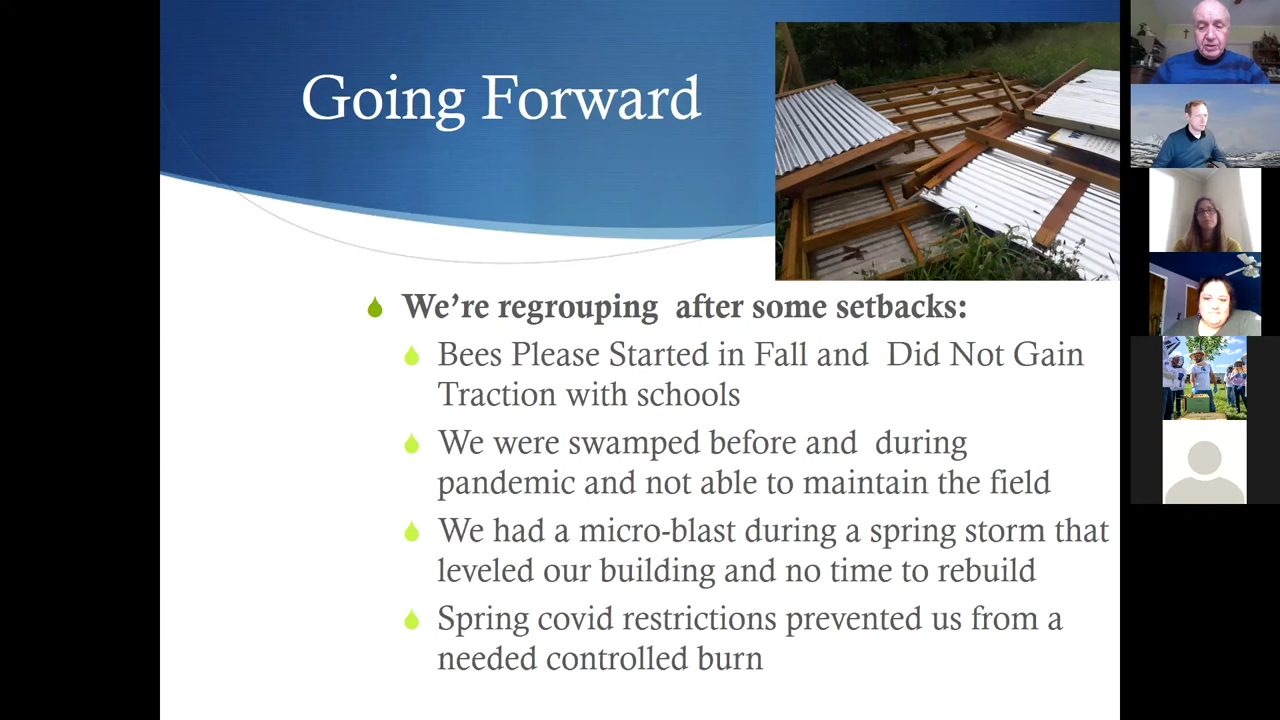 Going Forward
We’re regrouping  after some setbacks:
Bees Please Started in Fall and  Did Not Gain
Traction with schools
We were swamped before and  during
pandemic and not able to maintain the field
We had a micro-blast during a spring storm that
leveled our building and no time to rebuild
Spring covid restrictions prevented us from a
needed controlled burn